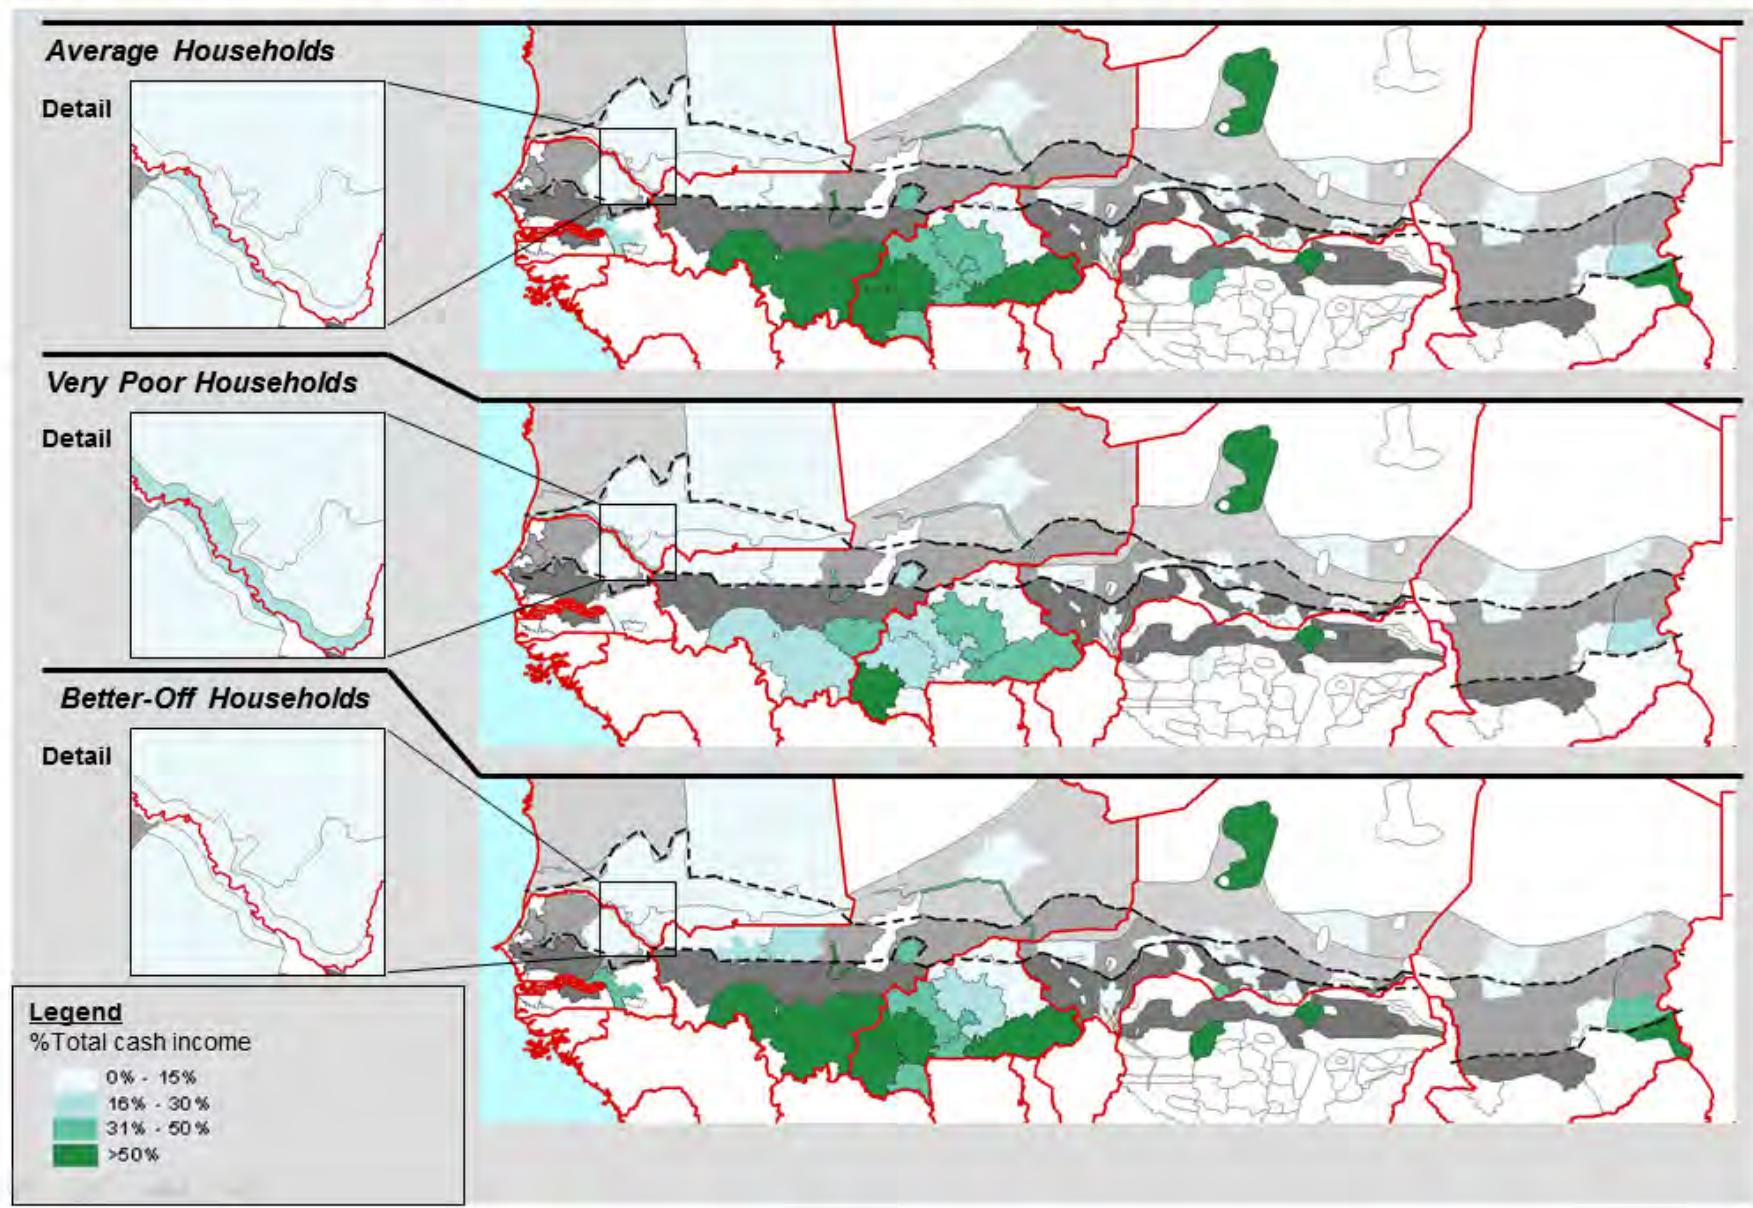 Average Households
Detail
Very Poor Households
Detail
Better-Off Households
Detail
Legend
%Total cash income
0% - 15%
16% - 30%
31% - 50%
>50%